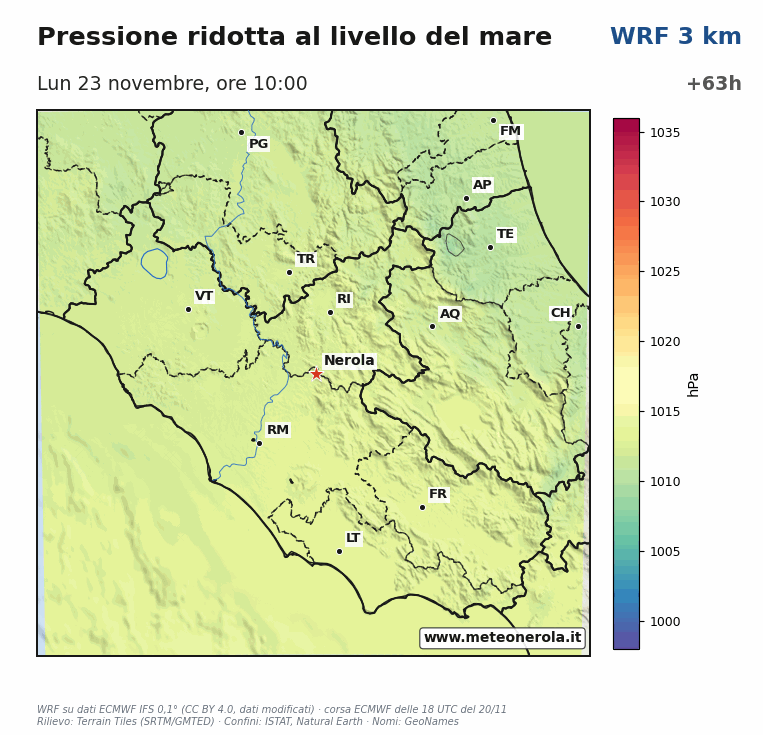 Pressione ridotta al livello del mare
WRF 3 km
Lun 23 novembre, ore 10:00
+63h
FM
PG
AP
TE
TR
RI
VT
AQ
CH
Nerola
RM
FR
LT
www.meteonerola.it
1035
1030
1025
1020
1015
1010
1005
1000
hPa
WRF su dati ECMWF IFS 0,1° (CC BY 4.0, dati modificati) · corsa ECMWF delle 18 UTC del 20/11
Rilievo: Terrain Tiles (SRTM/GMTED) · Confini: ISTAT, Natural Earth · Nomi: GeoNames